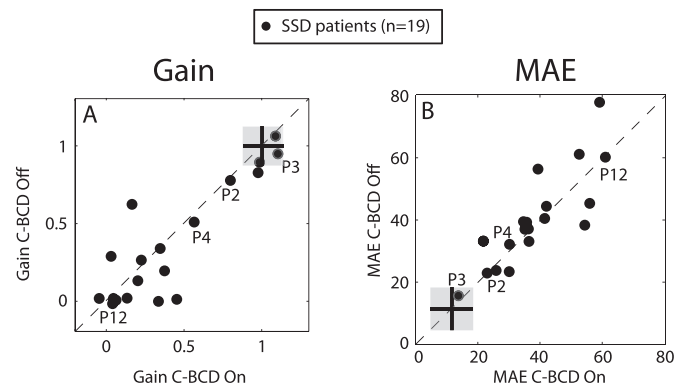 SSD patients (n=19)
Gain
MAE
A
1
0.5
0
P3
P2
P4
P12
0
0.5
1
Gain C-BCD Off
Gain C-BCD On
B
80
60
40
20
0
P12
P4
P3
P2
0
20
40
60
80
MAE C-BCD Off
MAE C-BCD On